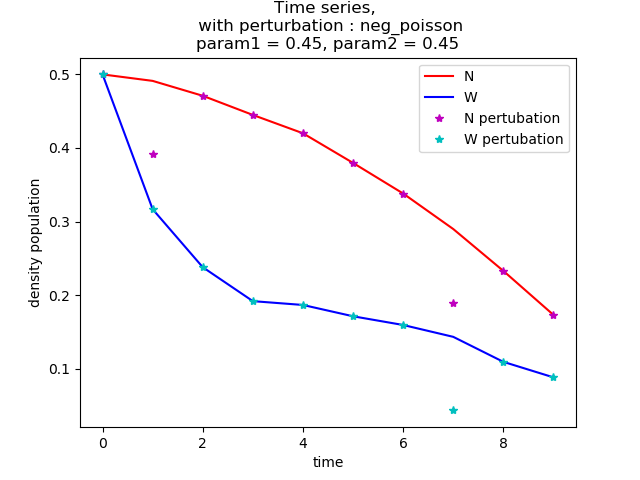 Time series,
with perturbation : neg_poisson
param1 = 0.45, param2 = 0.45
N
W
N pertubation
W pertubation
density population
0.5
0.4
0.3
0.2
0.1
0 2 4 6 8
time